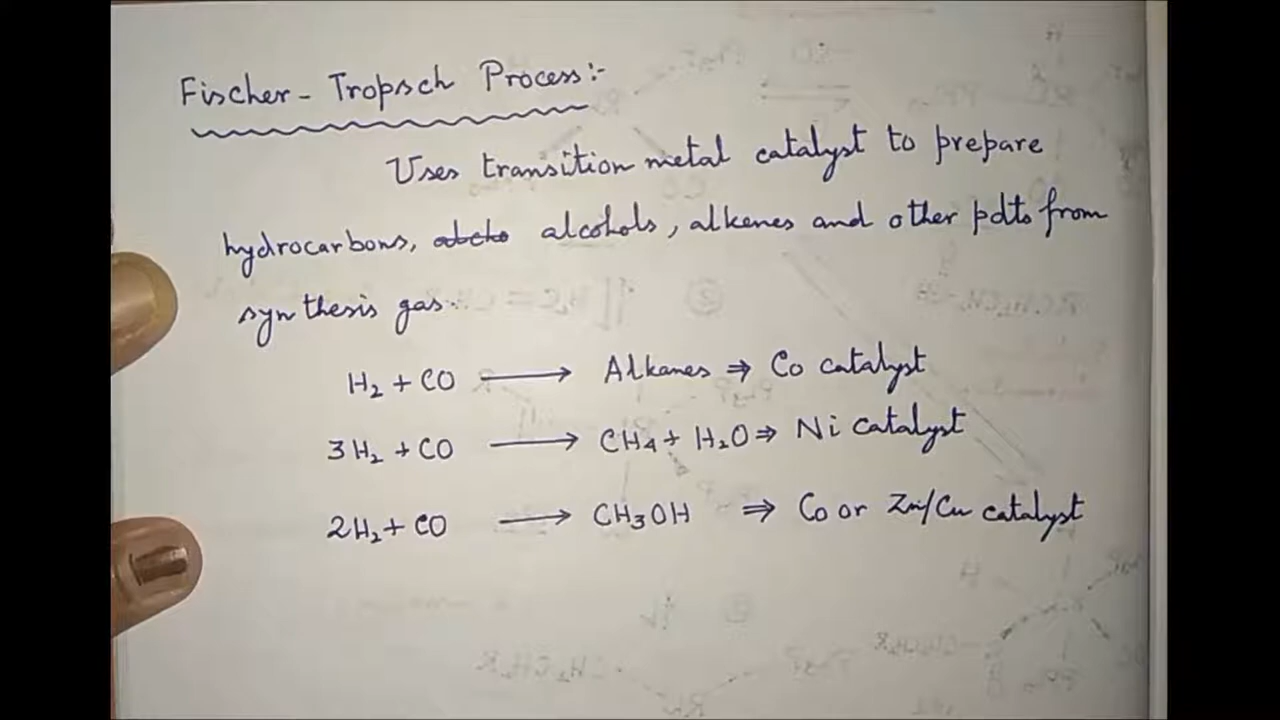 Fischer - Tropsch Process :-
Uses transition metal catalyst to prepare
hydrocarbons, alcohols, alkenes and other pdts from
synthesis gas.
H₂ + CO ⟶ Alkanes ⇒ Co catalyst
3H₂ + CO ⟶ CH₄ + H₂O ⇒ Ni catalyst
2H₂ + CO ⟶ CH₃OH ⇒ Co or Zn/Cu catalyst